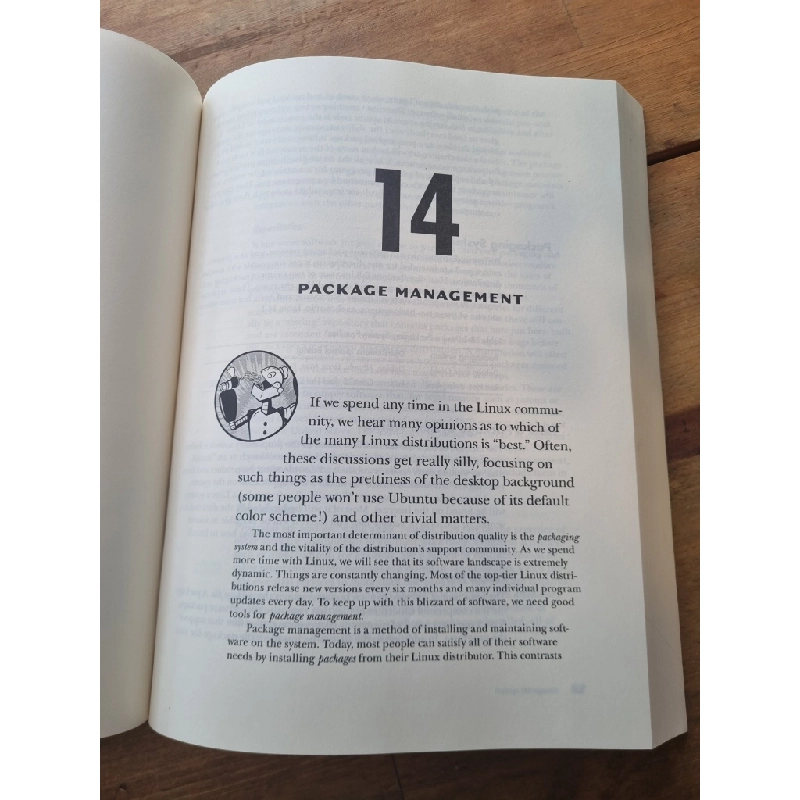 14
PACKAGE MANAGEMENT
If we spend any time in the Linux commu-
nity, we hear many opinions as to which of
the many Linux distributions is “best.” Often,
these discussions get really silly, focusing on
such things as the prettiness of the desktop background
(some people won’t use Ubuntu because of its default
color scheme!) and other trivial matters.
The most important determinant of distribution quality is the packaging
system and the vitality of the distribution’s support community. As we spend
more time with Linux, we will see that its software landscape is extremely
dynamic. Things are constantly changing. Most of the top-tier Linux distri-
butions release new versions every six months and many individual program
updates every day. To keep up with this blizzard of software, we need good
tools for package management.
Package management is a method of installing and maintaining soft-
ware on the system. Today, most people can satisfy all of their software
needs by installing packages from their Linux distributor. This contrasts